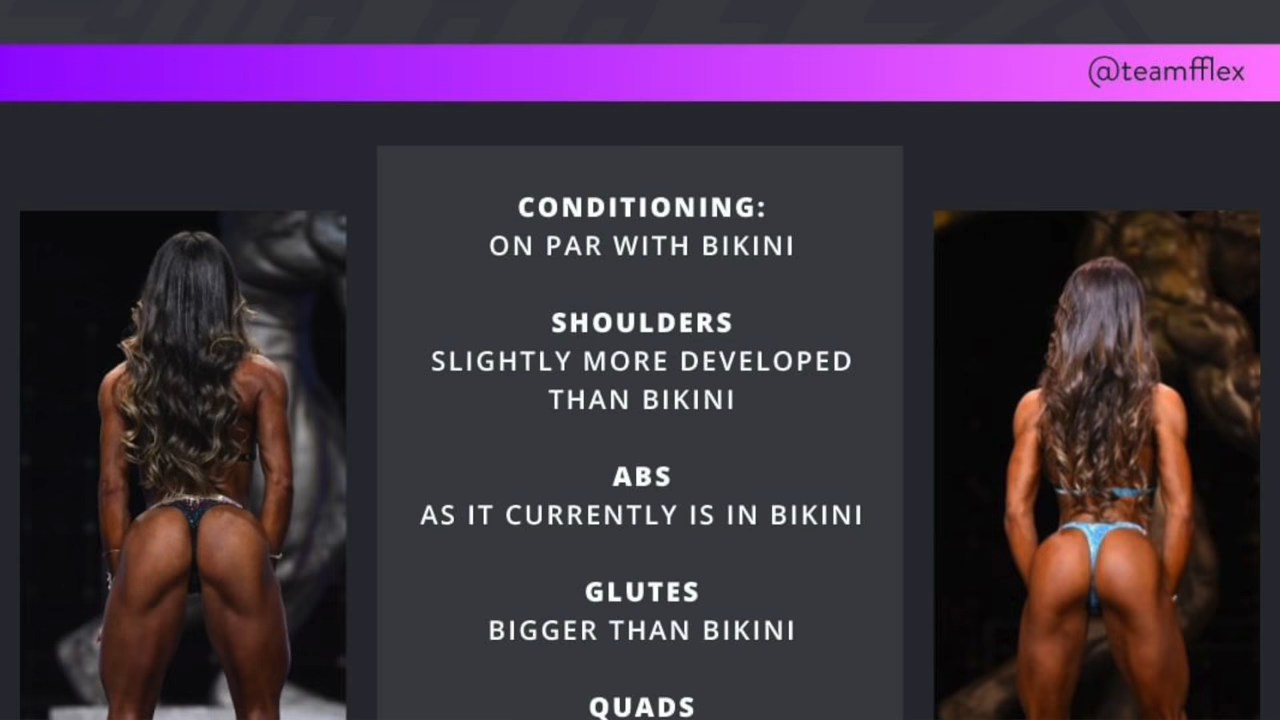 @teamfflex
CONDITIONING:
ON PAR WITH BIKINI
SHOULDERS
SLIGHTLY MORE DEVELOPED
THAN BIKINI
ABS
AS IT CURRENTLY IS IN BIKINI
GLUTES
BIGGER THAN BIKINI
QUADS